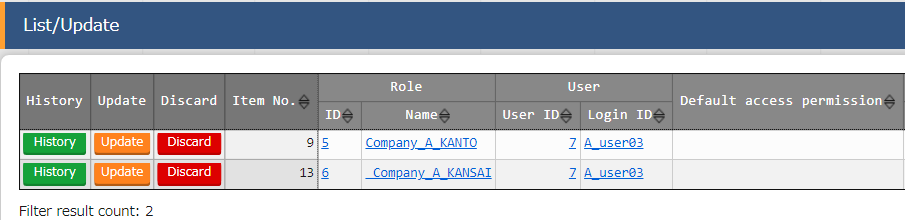 List/Update
History Update Discard Item No. Role User Default access permission
ID Name User ID Login ID
History Update Discard 9 5 Company_A_KANTO 7 A_user03
History Update Discard 13 6 _Company_A_KANSAI 7 A_user03
Filter result count: 2